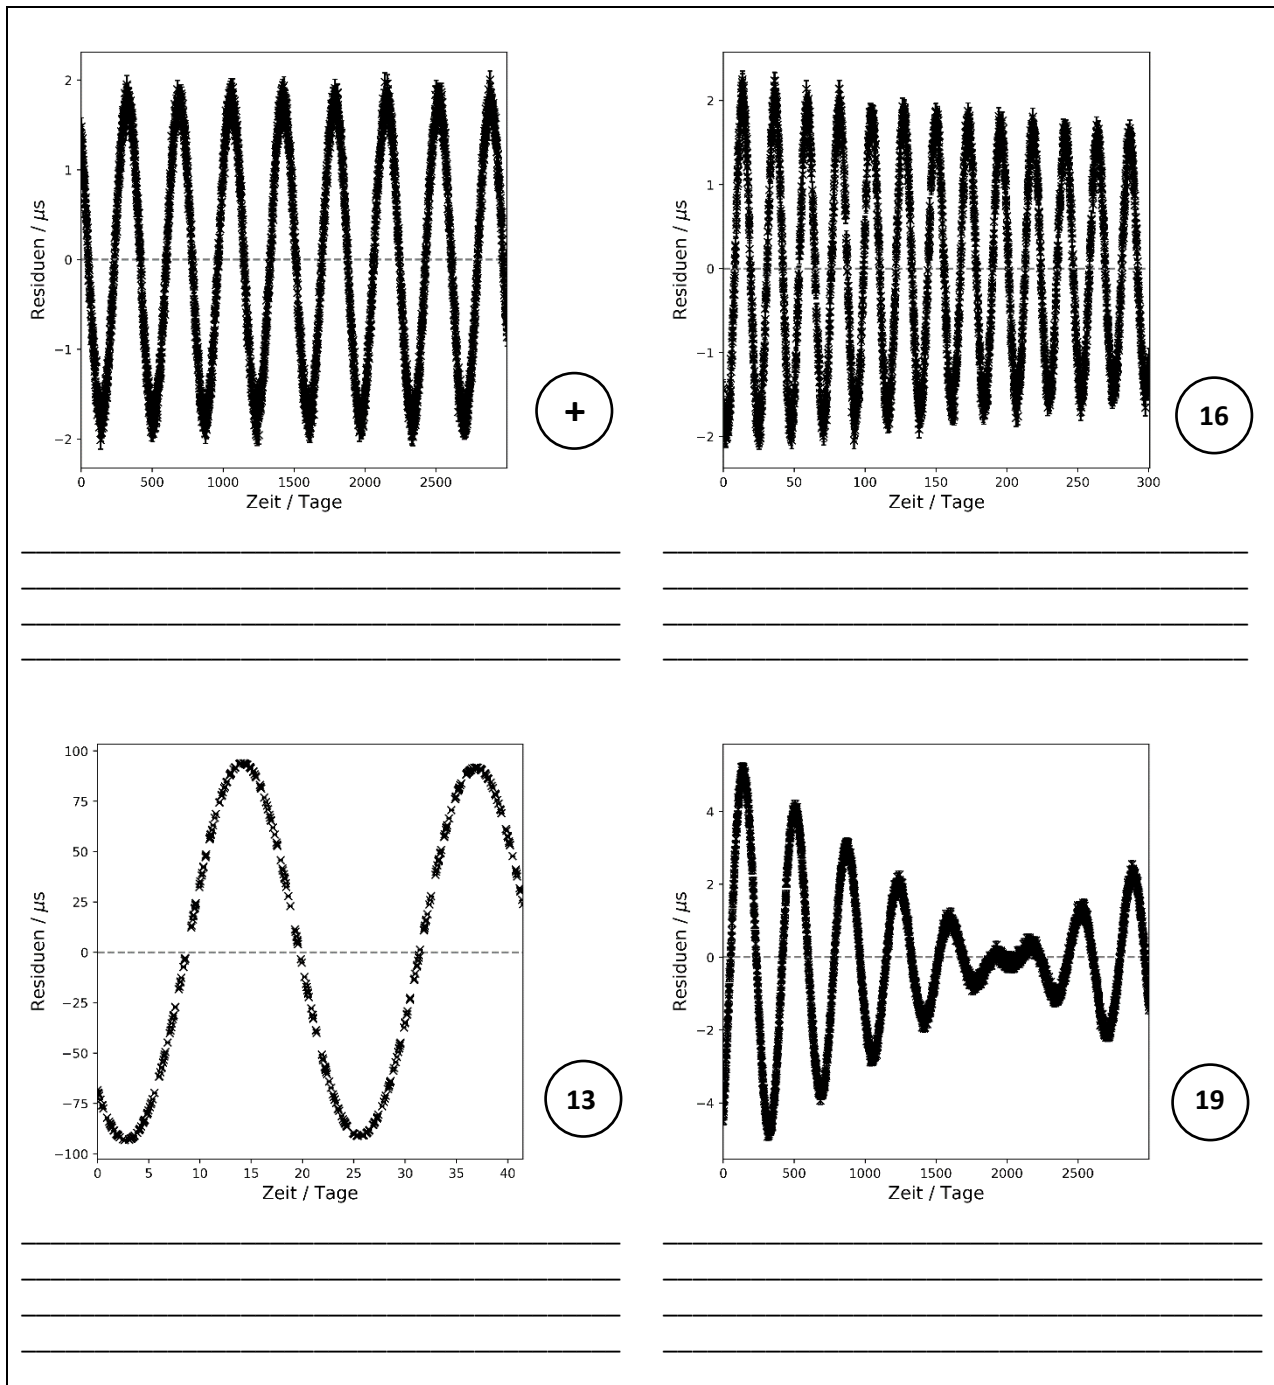 2
1
0
−1
−2
Residuen / μs
0 500 1000 1500 2000 2500
Zeit / Tage
+
2
1
0
−1
−2
Residuen / μs
0 50 100 150 200 250 300
Zeit / Tage
16
100
75
50
25
0
−25
−50
−75
−100
Residuen / μs
0 5 10 15 20 25 30 35 40
Zeit / Tage
13
4
2
0
−2
−4
Residuen / μs
0 500 1000 1500 2000 2500
Zeit / Tage
19